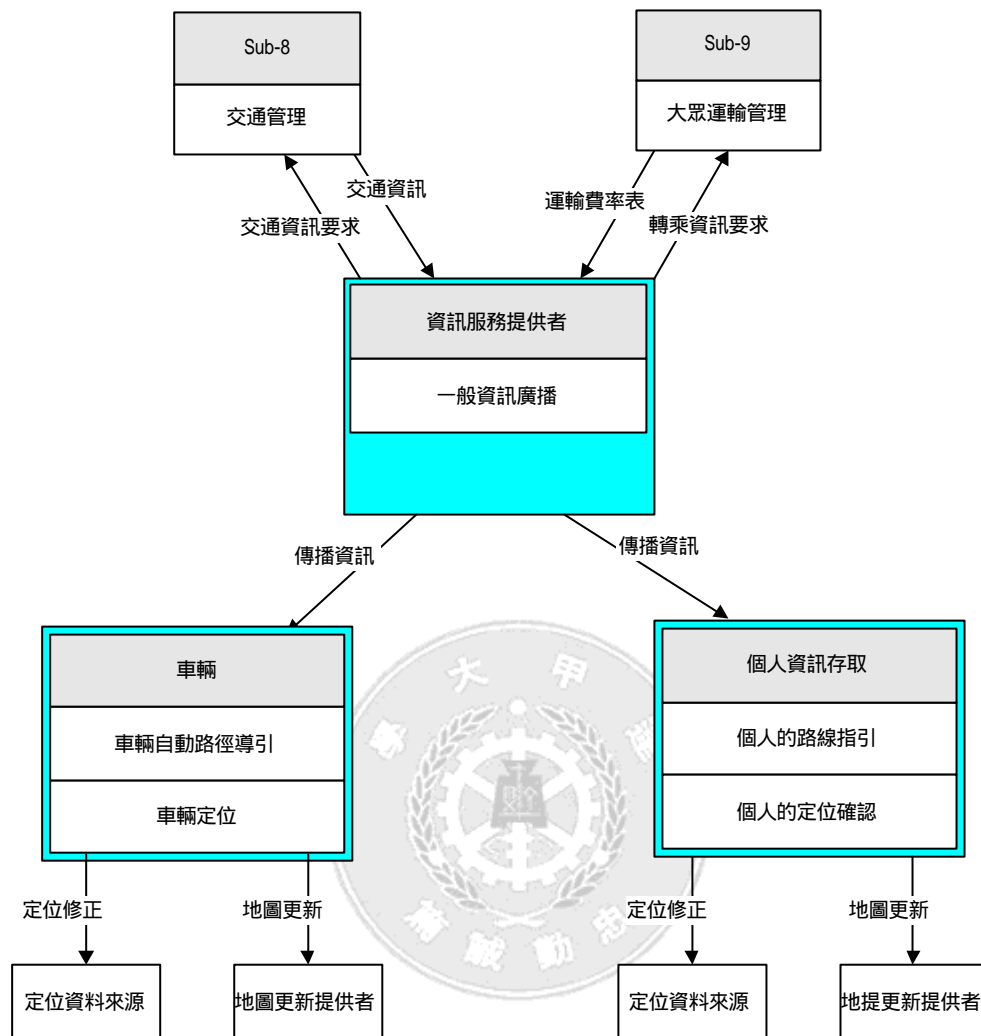 Sub-8
Sub-9
交通管理
大眾運輸管理
交通資訊
運輸費率表
交通資訊要求
轉乘資訊要求
資訊服務提供者
一般資訊廣播
傳播資訊
傳播資訊
車輛
個人資訊存取
車輛自動路徑導引
個人的路線指引
車輛定位
個人的定位確認
定位修正
地圖更新
定位修正
地圖更新
定位資料來源
地圖更新提供者
定位資料來源
地提更新提供者
大 甲